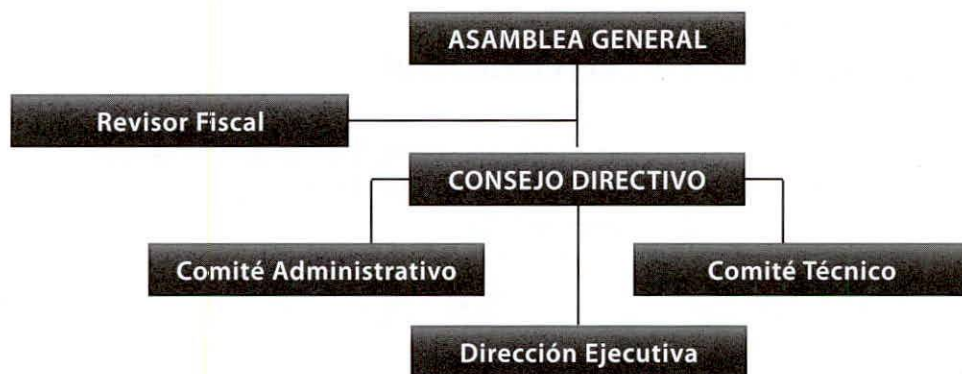 ASAMBLEA GENERAL
Revisor Fiscal
CONSEJO DIRECTIVO
Comité Administrativo
Comité Técnico
Dirección Ejecutiva